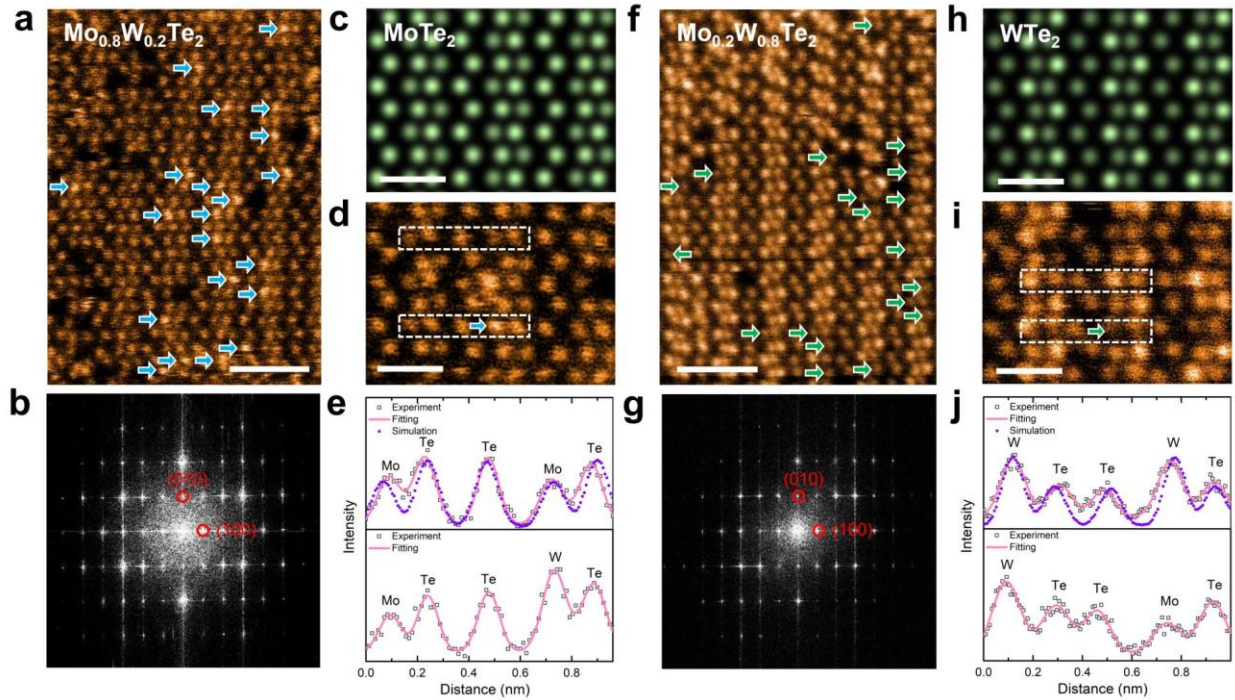 a
Mo0.8W0.2Te2
c
MoTe2
f
Mo0.2W0.8Te2
h
WTe2
d
i
b
(010)
(100)
e
Experiment
Fitting
Simulation
Mo
Te
Te
Mo
Te
Experiment
Fitting
Mo
Te
Te
W
Te
Intensity
0.0
0.2
0.4
0.6
0.8
Distance (nm)
g
(010)
(100)
j
Experiment
Fitting
Simulation
W
Te
Te
W
Te
Experiment
Fitting
W
Te
Te
Mo
Te
Intensity
0.0
0.2
0.4
0.6
0.8
Distance (nm)